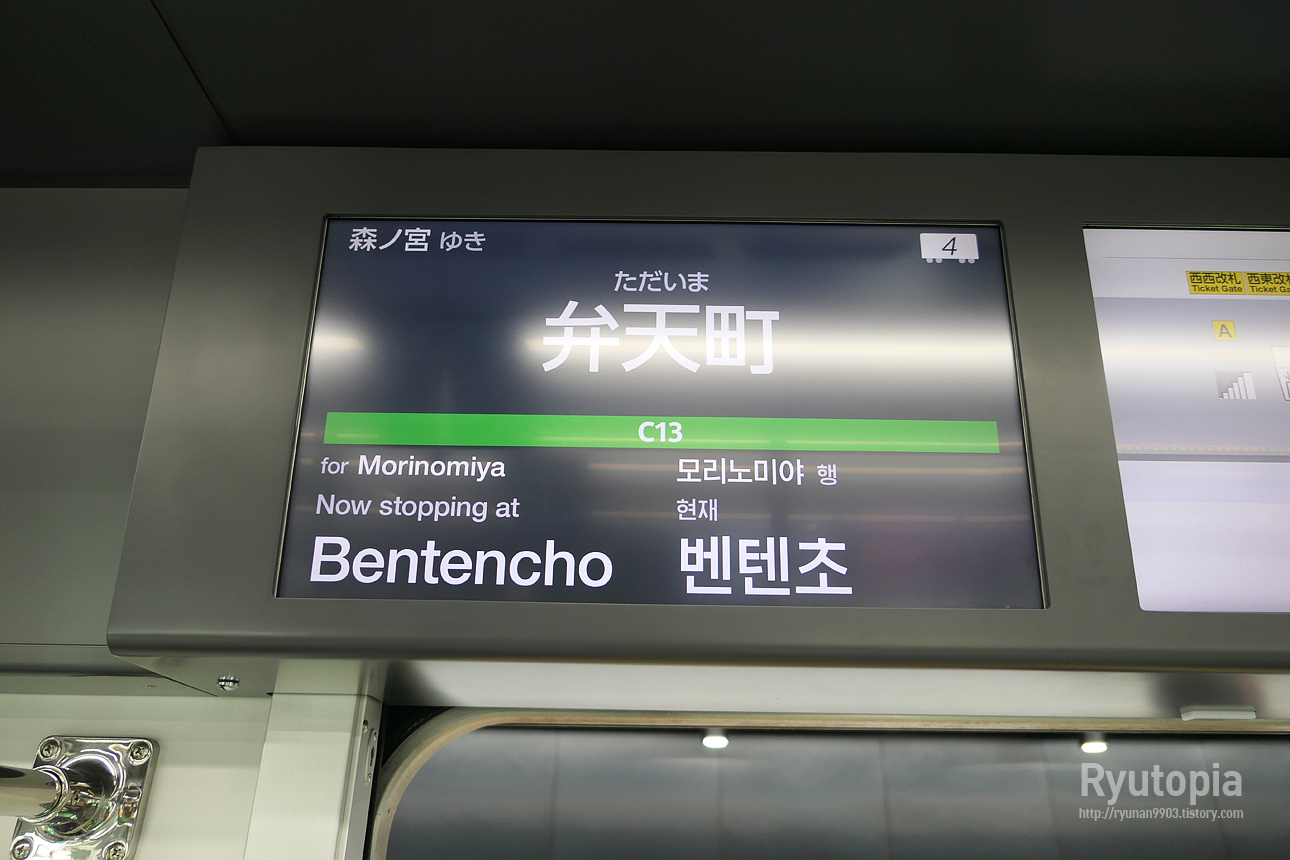 森ノ宮 ゆき
4
ただいま
弁天町
C13
for Morinomiya
모리노미야 행
Now stopping at
현재
Bentencho
벤텐초
西西改札
Ticket Gate
西東改
Ticket
A
Ryutopia
http://ryunan9903.tistory.com